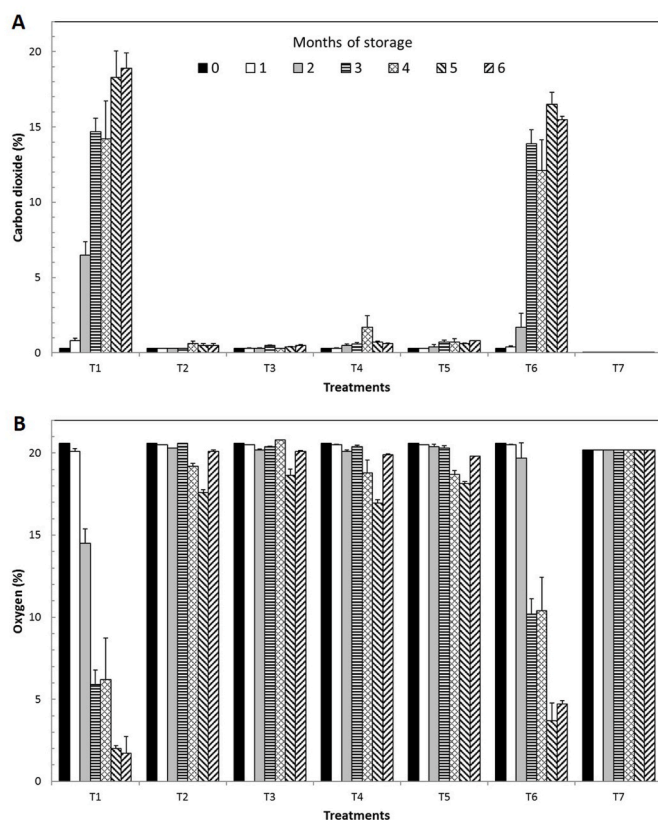 A
Months of storage
0 1 2 3 4 5 6
20
15
10
5
0
Carbon dioxide (%)
T1 T2 T3 T4 T5 T6 T7
Treatments
B
20
15
10
5
0
Oxygen (%)
T1 T2 T3 T4 T5 T6 T7
Treatments